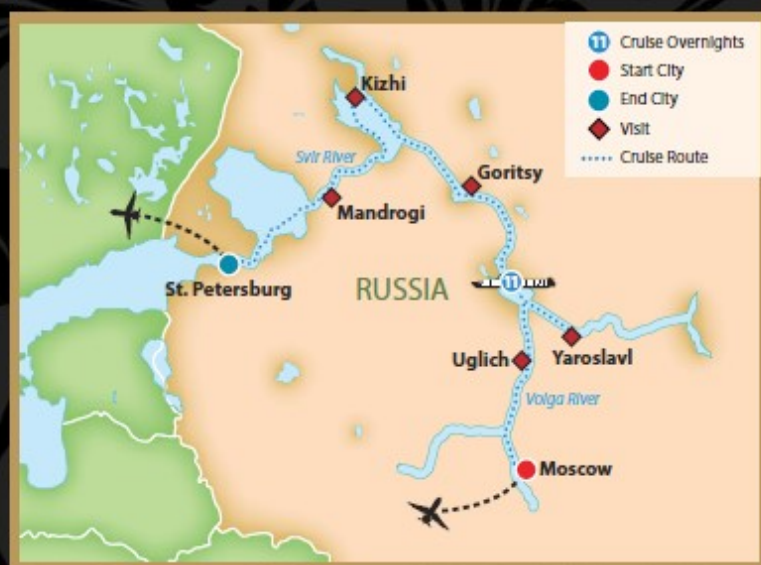 11 Cruise Overnights
Start City
End City
Visit
Cruise Route
Kizhi
Svir River
Goritsy
Mandrogi
St. Petersburg
RUSSIA
11
Uglich
Yaroslavl
Volga River
Moscow